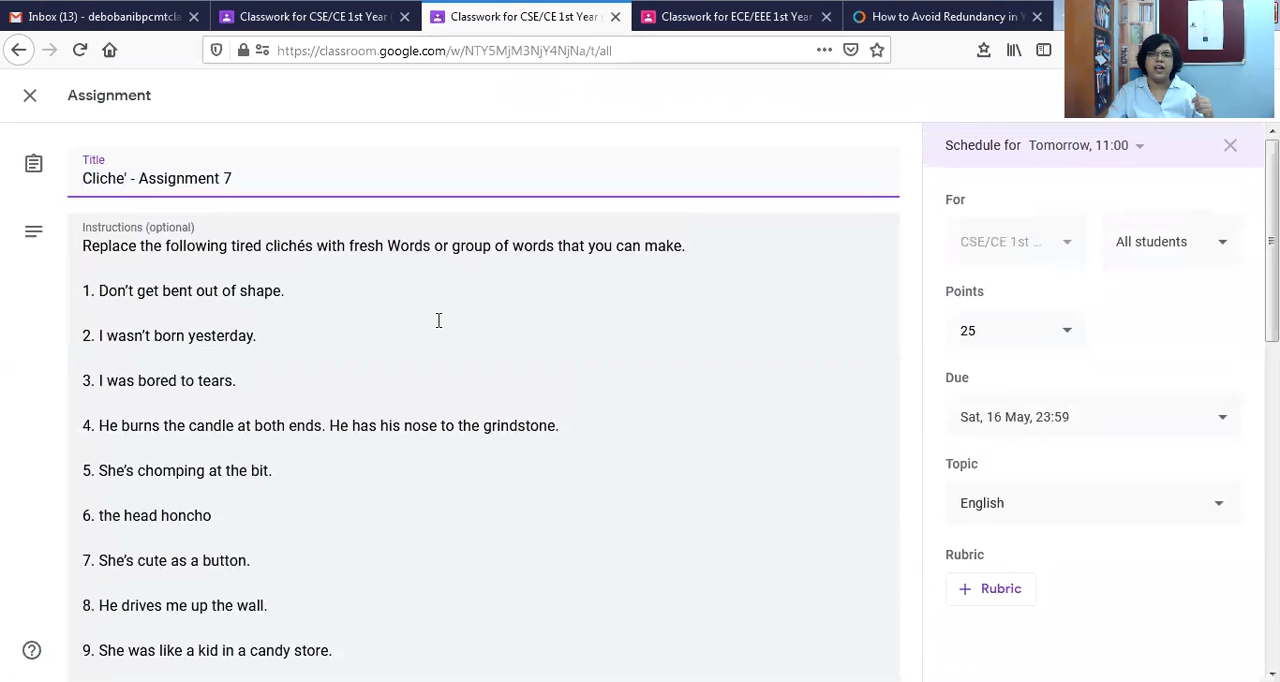 Inbox (13) - debobanibpcmtcla
Classwork for CSE/CE 1st Year (
Classwork for CSE/CE 1st Year (
Classwork for ECE/EEE 1st Year
How to Avoid Redundancy in Y
https://classroom.google.com/w/NTY5MjM3NjY4NjNa/t/all
Assignment
Schedule for Tomorrow, 11:00
Title
Cliche' - Assignment 7
For
CSE/CE 1st ...
All students
Instructions (optional)
Replace the following tired clichés with fresh Words or group of words that you can make.
1. Don’t get bent out of shape.
2. I wasn’t born yesterday.
3. I was bored to tears.
4. He burns the candle at both ends. He has his nose to the grindstone.
5. She’s chomping at the bit.
6. the head honcho
7. She’s cute as a button.
8. He drives me up the wall.
9. She was like a kid in a candy store.
Points
25
Due
Sat, 16 May, 23:59
Topic
English
Rubric
+ Rubric